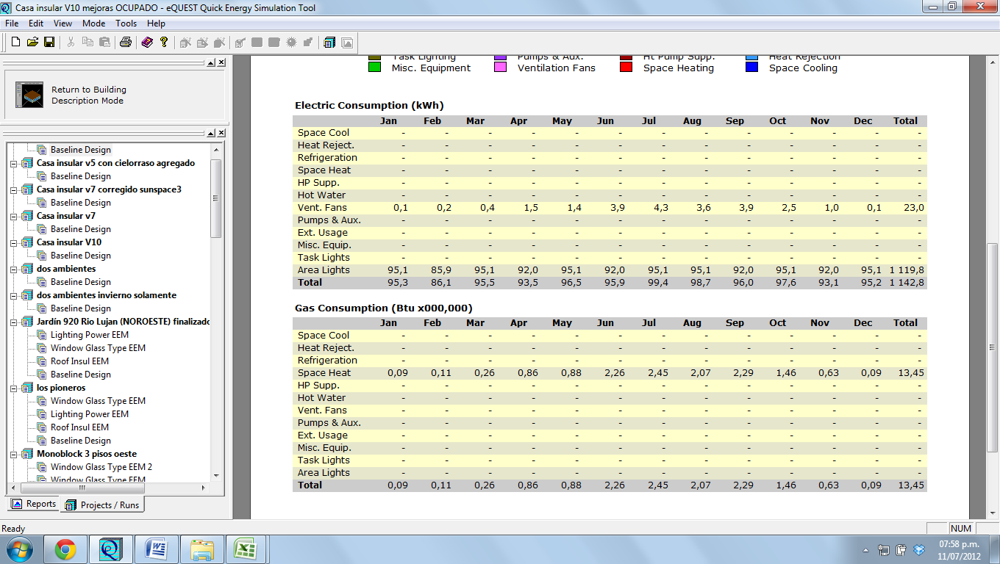 Casa insular V10 mejoras OCUPADO - eQUEST Quick Energy Simulation Tool
File Edit View Mode Tools Help
Return to Building
Description Mode
Baseline Design
Casa insular v5 con cielorraso agregado
Baseline Design
Casa insular v7 corregido sunspace3
Baseline Design
Casa insular v7
Baseline Design
Casa insular V10
Baseline Design
dos ambientes
Baseline Design
dos ambientes invierno solamente
Baseline Design
Jardín 920 Rio Lujan (NOROESTE) finalizado
Lighting Power EEM
Window Glass Type EEM
Roof Insul EEM
Baseline Design
los pioneros
Window Glass Type EEM
Lighting Power EEM
Roof Insul EEM
Baseline Design
Monoblock 3 pisos oeste
Window Glass Type EEM 2
Window Glass Type EEM
Reports Projects / Runs
Task Lighting Pumps & Aux. Ht Pump Supp. Heat Rejection
Misc. Equipment Ventilation Fans Space Heating Space Cooling
Electric Consumption (kWh)
Jan Feb Mar Apr May Jun Jul Aug Sep Oct Nov Dec Total
Space Cool - - - - - - - - - - - - -
Heat Reject. - - - - - - - - - - - - -
Refrigeration - - - - - - - - - - - - -
Space Heat - - - - - - - - - - - - -
HP Supp. - - - - - - - - - - - - -
Hot Water - - - - - - - - - - - - -
Vent. Fans 0,1 0,2 0,4 1,5 1,4 3,9 4,3 3,6 3,9 2,5 1,0 0,1 23,0
Pumps & Aux. - - - - - - - - - - - - -
Ext. Usage - - - - - - - - - - - - -
Misc. Equip. - - - - - - - - - - - - -
Task Lights - - - - - - - - - - - - -
Area Lights 95,1 85,9 95,1 92,0 95,1 92,0 95,1 95,1 92,0 95,1 92,0 95,1 1 119,8
Total 95,3 86,1 95,5 93,5 96,5 95,9 99,4 98,7 96,0 97,6 93,1 95,2 1 142,8
Gas Consumption (Btu x000,000)
Jan Feb Mar Apr May Jun Jul Aug Sep Oct Nov Dec Total
Space Cool - - - - - - - - - - - - -
Heat Reject. - - - - - - - - - - - - -
Refrigeration - - - - - - - - - - - - -
Space Heat 0,09 0,11 0,26 0,86 0,88 2,26 2,45 2,07 2,29 1,46 0,63 0,09 13,45
HP Supp. - - - - - - - - - - - - -
Hot Water - - - - - - - - - - - - -
Vent. Fans - - - - - - - - - - - - -
Pumps & Aux. - - - - - - - - - - - - -
Ext. Usage - - - - - - - - - - - - -
Misc. Equip. - - - - - - - - - - - - -
Task Lights - - - - - - - - - - - - -
Area Lights - - - - - - - - - - - - -
Total 0,09 0,11 0,26 0,86 0,88 2,26 2,45 2,07 2,29 1,46 0,63 0,09 13,45
Ready NUM
07:58 p.m.
11/07/2012